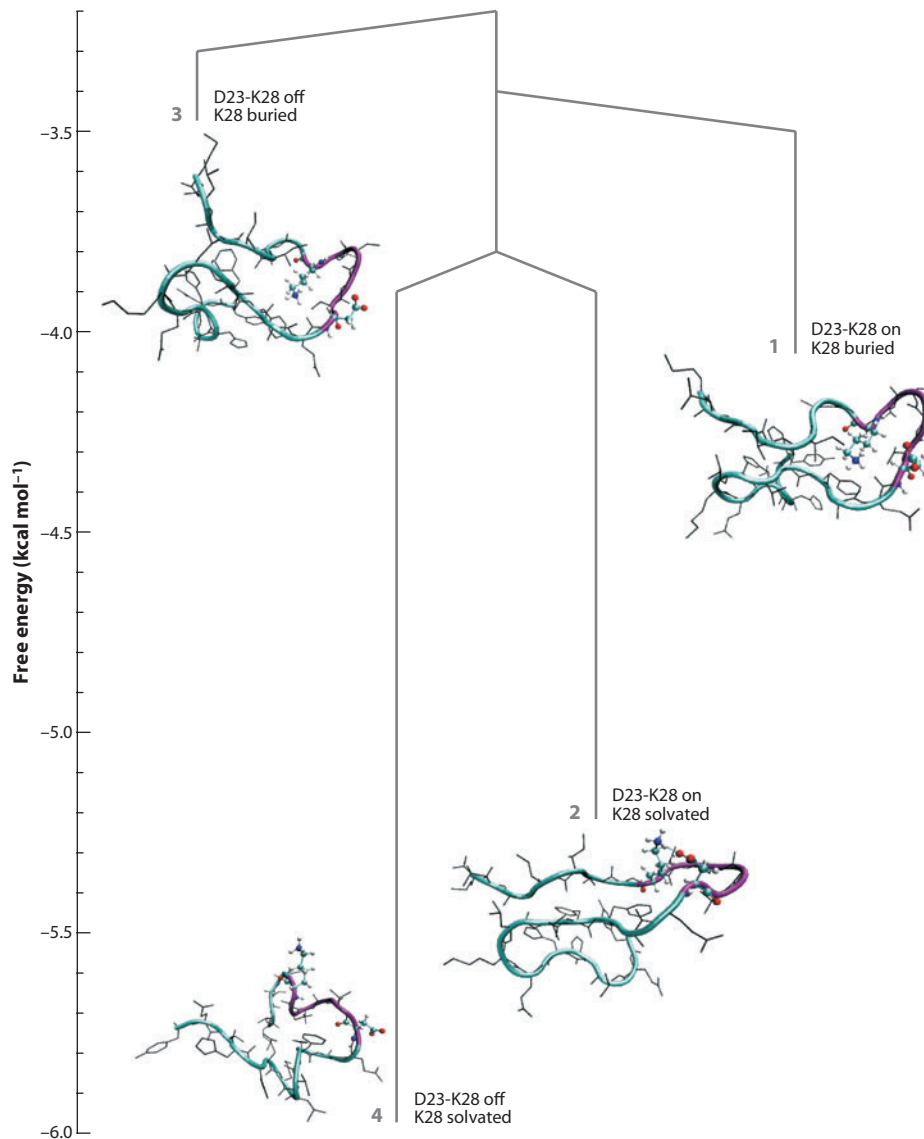 3
D23-K28 off
K28 buried
−3.5
−4.0
1
D23-K28 on
K28 buried
−4.5
Free energy (kcal mol⁻¹)
−5.0
2
D23-K28 on
K28 solvated
−5.5
4
D23-K28 off
K28 solvated
−6.0